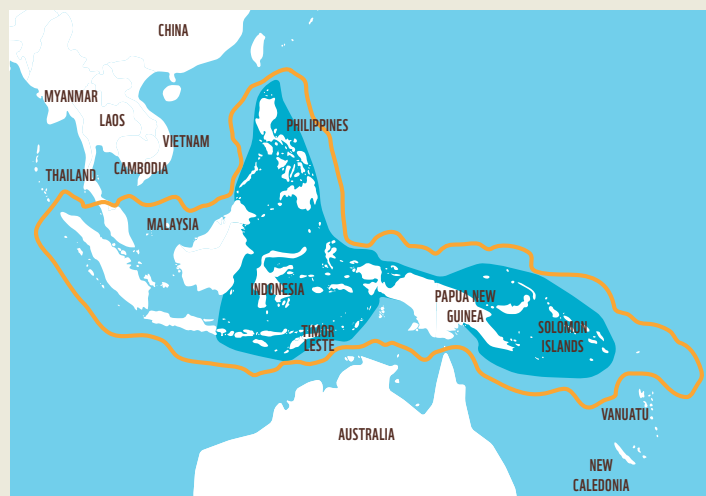 CHINA
MYANMAR
LAOS
PHILIPPINES
VIETNAM
CAMBODIA
THAILAND
MALAYSIA
INDONESIA
PAPUA NEW
GUINEA
TIMOR
LESTE
SOLOMON
ISLANDS
VANUATU
AUSTRALIA
NEW
CALEDONIA